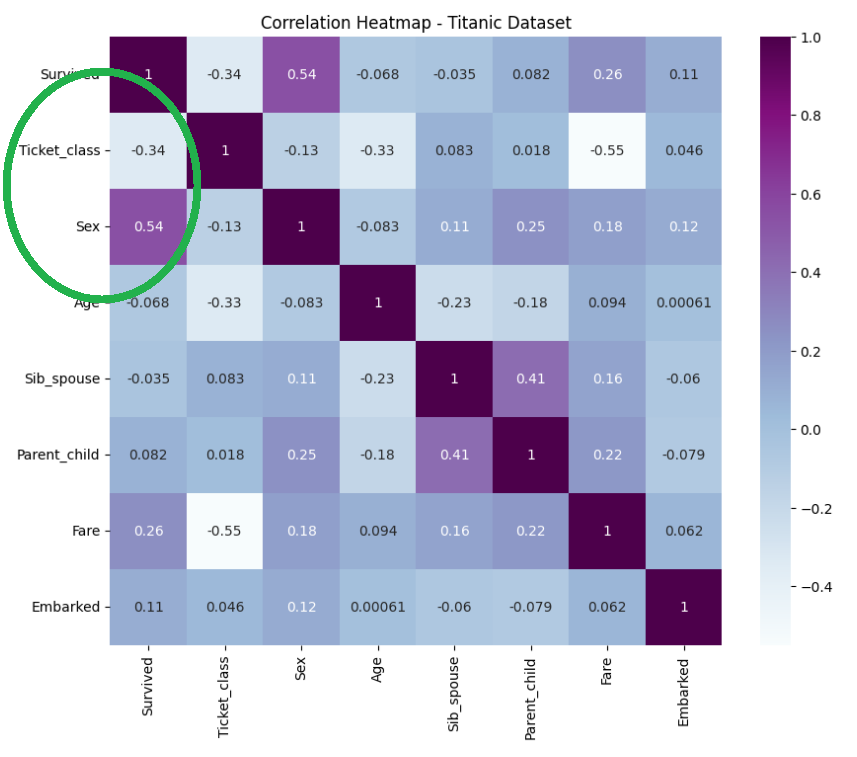 Correlation Heatmap - Titanic Dataset
Survived 1 -0.34 0.54 -0.068 -0.035 0.082 0.26 0.11
Ticket_class -0.34 1 -0.13 -0.33 0.083 0.018 -0.55 0.046
Sex 0.54 -0.13 1 -0.083 0.11 0.25 0.18 0.12
Age -0.068 -0.33 -0.083 1 -0.23 -0.18 0.094 0.00061
Sib_spouse -0.035 0.083 0.11 -0.23 1 0.41 0.16 -0.06
Parent_child 0.082 0.018 0.25 -0.18 0.41 1 0.22 -0.079
Fare 0.26 -0.55 0.18 0.094 0.16 0.22 1 0.062
Embarked 0.11 0.046 0.12 0.00061 -0.06 -0.079 0.062 1
Survived
Ticket_class
Sex
Age
Sib_spouse
Parent_child
Fare
Embarked
1.0
0.8
0.6
0.4
0.2
0.0
−0.2
−0.4